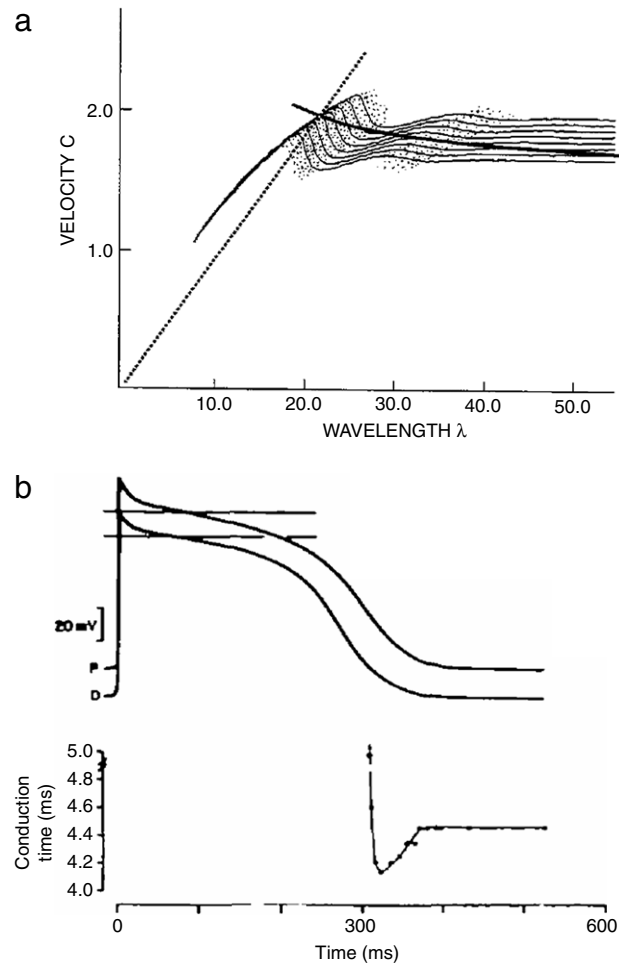 a
2.0
1.0
VELOCITY C
10.0 20.0 30.0 40.0 50.0
WAVELENGTH λ
b
20 mV
P
D
5.0
4.8
4.6
4.4
4.2
4.0
Conduction
time (ms)
0 300 600
Time (ms)